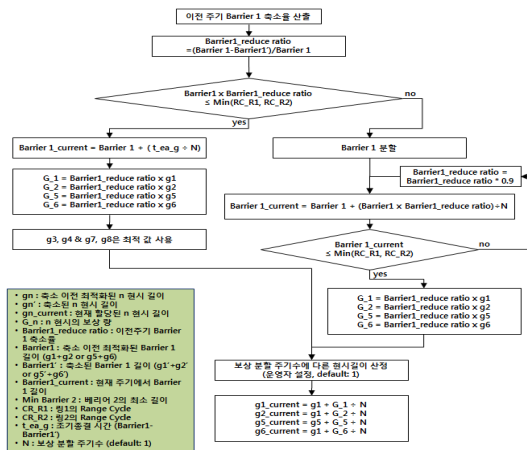 이전 주기 Barrier 1 축소율 산출
Barrier1_reduce ratio
=(Barrier 1-Barrier1')/Barrier 1
Barrier1 x Barrier1_reduce ratio
≤ Min(RC_R1, RC_R2)
no
yes
Barrier 1_current = Barrier 1 + ( t_ea_g ÷ N)
G_1 = Barrier1_reduce ratio x g1
G_2 = Barrier1_reduce ratio x g2
G_5 = Barrier1_reduce ratio x g5
G_6 = Barrier1_reduce ratio x g6
g3, g4 & g7, g8은 최적 값 사용
Barrier 1 분할
Barrier1_reduce ratio =
Barrier1_reduce ratio * 0.9
Barrier 1_current = Barrier 1 + (Barrier1 x Barrier1_reduce ratio)÷N
Barrier 1_current
≤ Min(RC_R1, RC_R2)
no
yes
G_1 = Barrier1_reduce ratio x g1
G_2 = Barrier1_reduce ratio x g2
G_5 = Barrier1_reduce ratio x g5
G_6 = Barrier1_reduce ratio x g6
보상 분할 주기수에 다른 현시길이 산정
(운영자 설정, default: 1)
g1_current = g1 + G_1 ÷ N
g2_current = g1 + G_2 ÷ N
g5_current = g1 + G_5 ÷ N
g6_current = g1 + G_6 ÷ N
• gn : 축소 이전 최적화된 n 현시 길이
• gn' : 축소된 n 현시 길이
• gn_current : 현재 할당된 n 현시 길이
• G_n : n 현시의 보상 량
• Barrier1_reduce ratio : 이전주기 Barrier
1 축소율
• Barrier1 : 축소 이전 최적화된 Barrier 1
길이 (g1+g2 or g5+g6)
• Barrier1' : 축소된 Barrier 1 길이 (g1'+g2'
or g5'+g6')
• Barrier1_current : 현재 주기에서 Barrier
1 길이
• Min Barrier 2 : 베리어 2의 최소 길이
• CR_R1 : 링1의 Range Cycle
• CR_R2 : 링2의 Range Cycle
• t_ea_g : 조기종결 시간 (Barrier1-
Barrier1')
• N : 보상 분할 주기수 (default: 1)